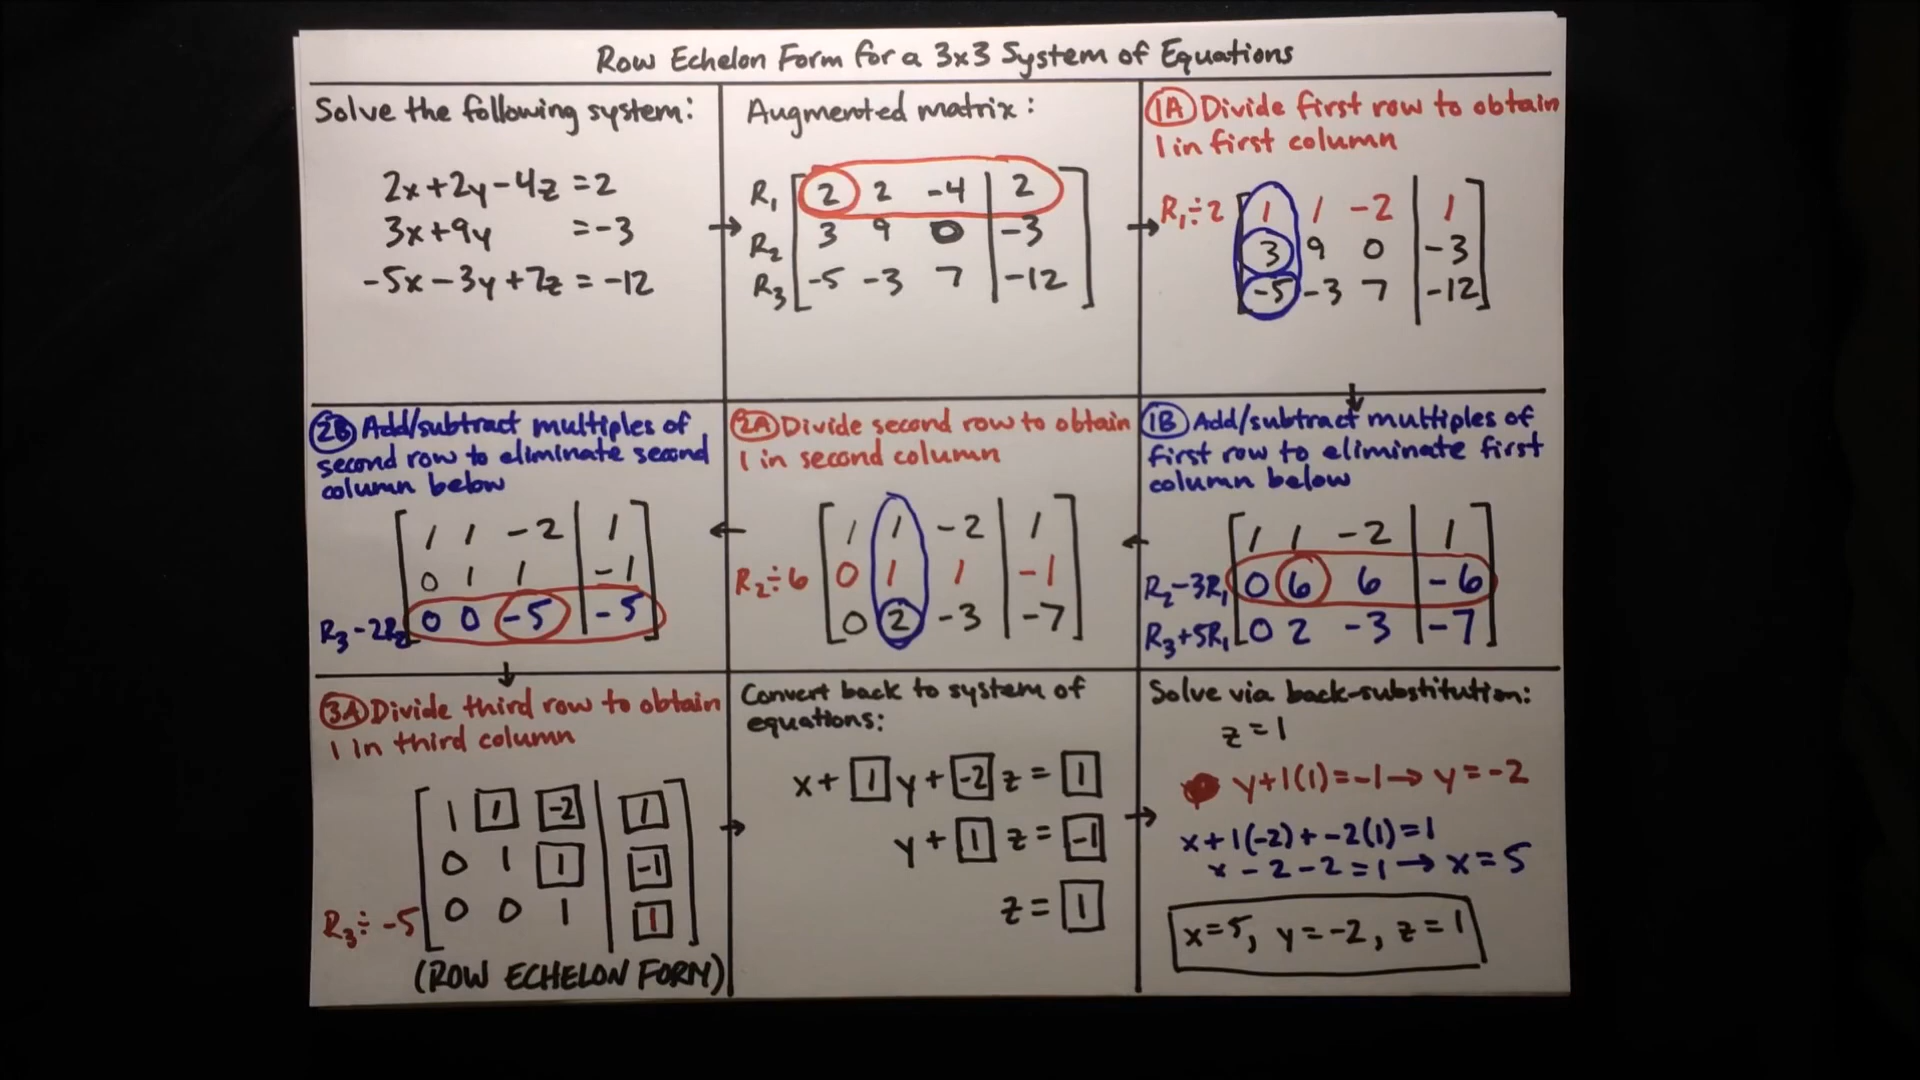 Row Echelon Form for a 3x3 System of Equations
Solve the following system:
2x+2y-4z=2
3x+9y =-3
-5x-3y+7z=-12
Augmented matrix:
R₁ [2 2 -4 | 2]
R₂ [3 9 0 | -3]
R₃ [-5 -3 7 | -12]
1A Divide first row to obtain
1 in first column
R₁÷2 [1 1 -2 | 1]
[3 9 0 | -3]
[-5 -3 7 | -12]
1B Add/subtract multiples of
first row to eliminate first
column below
[1 1 -2 | 1]
R₂-3R₁ [0 6 6 | -6]
R₃+5R₁ [0 2 -3 | -7]
2A Divide second row to obtain
1 in second column
[1 1 -2 | 1]
R₂÷6 [0 1 1 | -1]
[0 2 -3 | -7]
2B Add/subtract multiples of
second row to eliminate second
column below
[1 1 -2 | 1]
[0 1 1 | -1]
R₃-2R₂ [0 0 -5 | -5]
3A Divide third row to obtain
1 in third column
[1 1 -2 | 1]
[0 1 1 | -1]
R₃÷-5 [0 0 1 | 1]
(ROW ECHELON FORM)
Convert back to system of
equations:
x+1y+-2z=1
y+1z=-1
z=1
Solve via back-substitution:
z=1
y+1(1)=-1→y=-2
x+1(-2)+-2(1)=1
x-2-2=1→x=5
x=5, y=-2, z=1